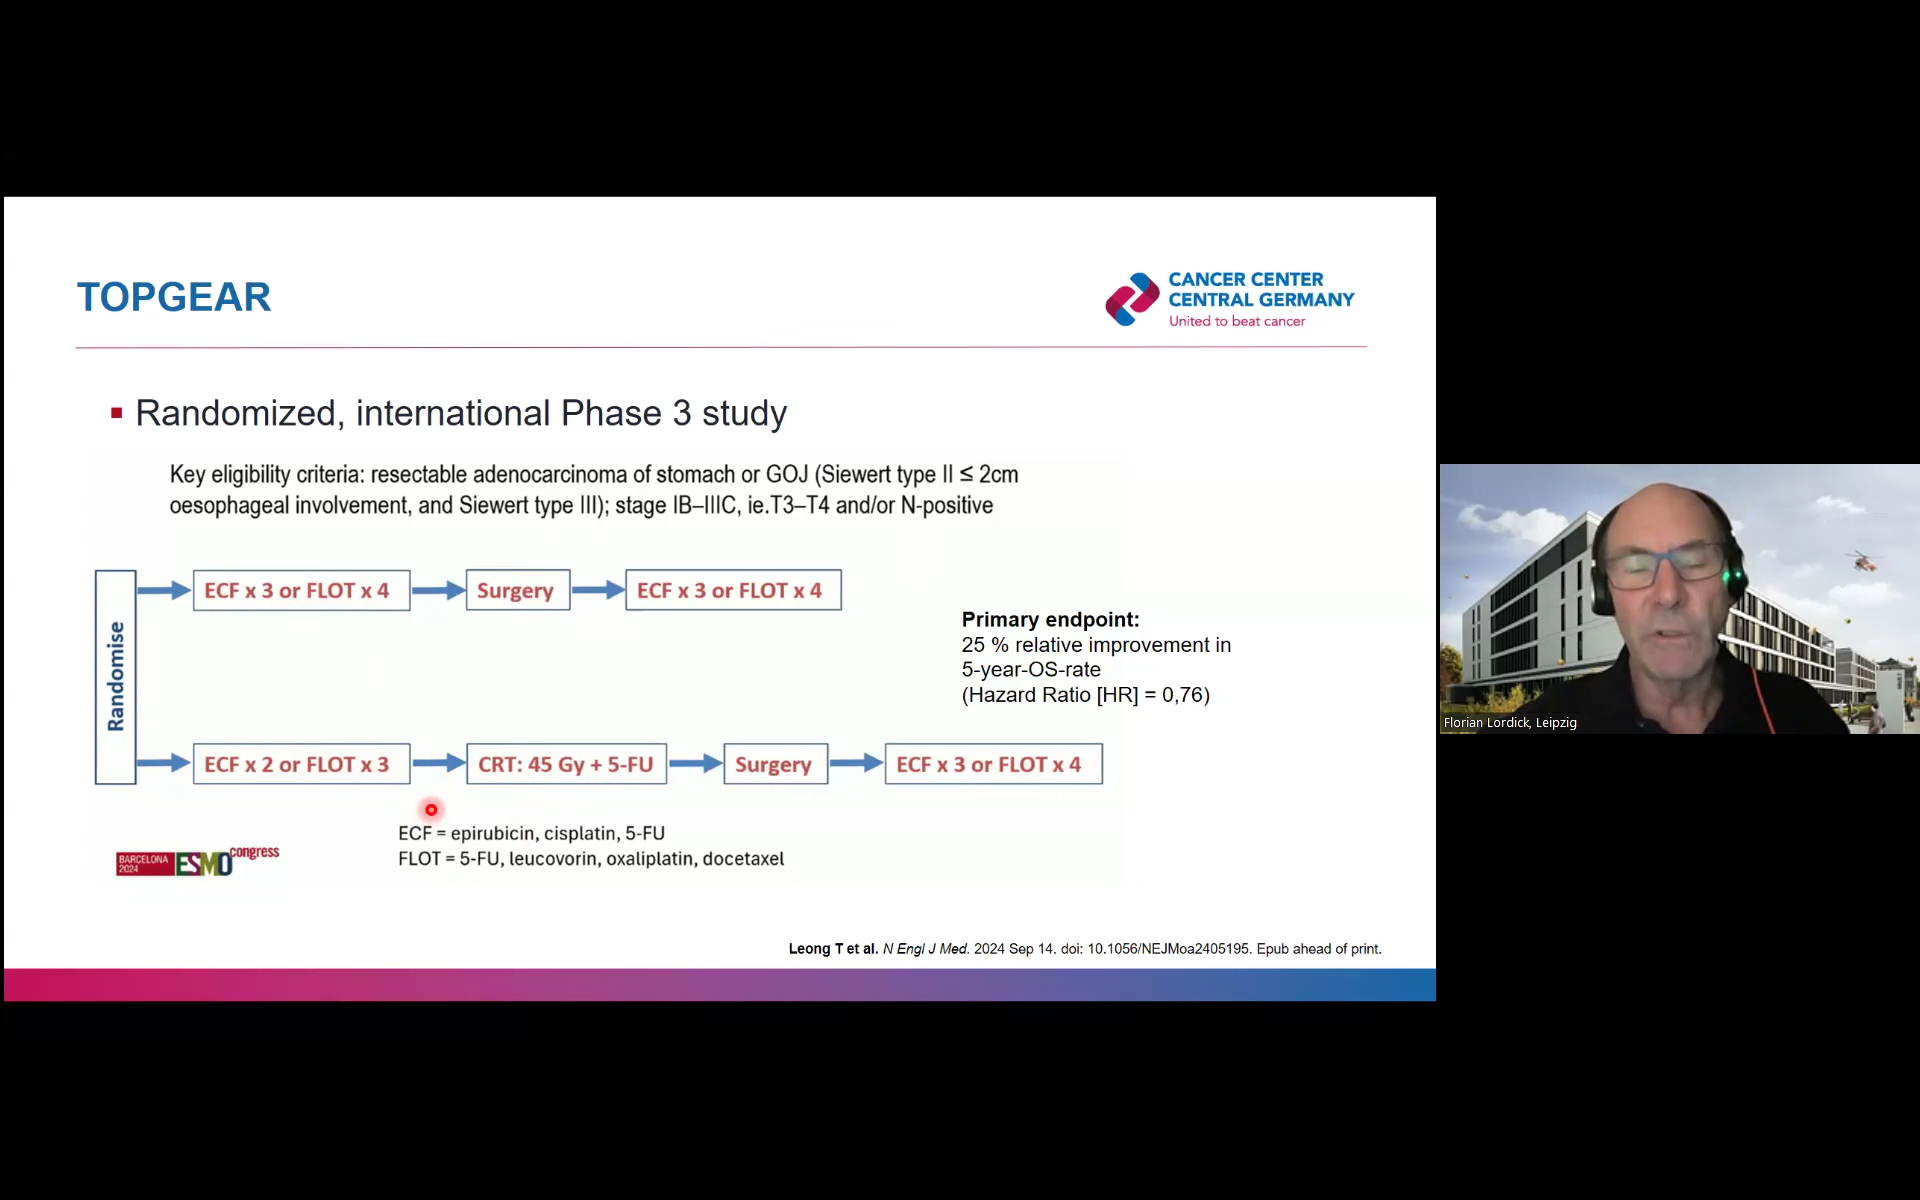 TOPGEAR
CANCER CENTER
CENTRAL GERMANY
United to beat cancer
Randomized, international Phase 3 study
Key eligibility criteria: resectable adenocarcinoma of stomach or GOJ (Siewert type II ≤ 2cm
oesophageal involvement, and Siewert type III); stage IB–IIIC, ie.T3–T4 and/or N-positive
Randomise
ECF x 3 or FLOT x 4
Surgery
ECF x 3 or FLOT x 4
Primary endpoint:
25 % relative improvement in
5-year-OS-rate
(Hazard Ratio [HR] = 0,76)
ECF x 2 or FLOT x 3
CRT: 45 Gy + 5-FU
Surgery
ECF x 3 or FLOT x 4
ECF = epirubicin, cisplatin, 5-FU
FLOT = 5-FU, leucovorin, oxaliplatin, docetaxel
BARCELONA
2024
ESMO congress
Leong T et al. N Engl J Med. 2024 Sep 14. doi: 10.1056/NEJMoa2405195. Epub ahead of print.
Florian Lordick, Leipzig